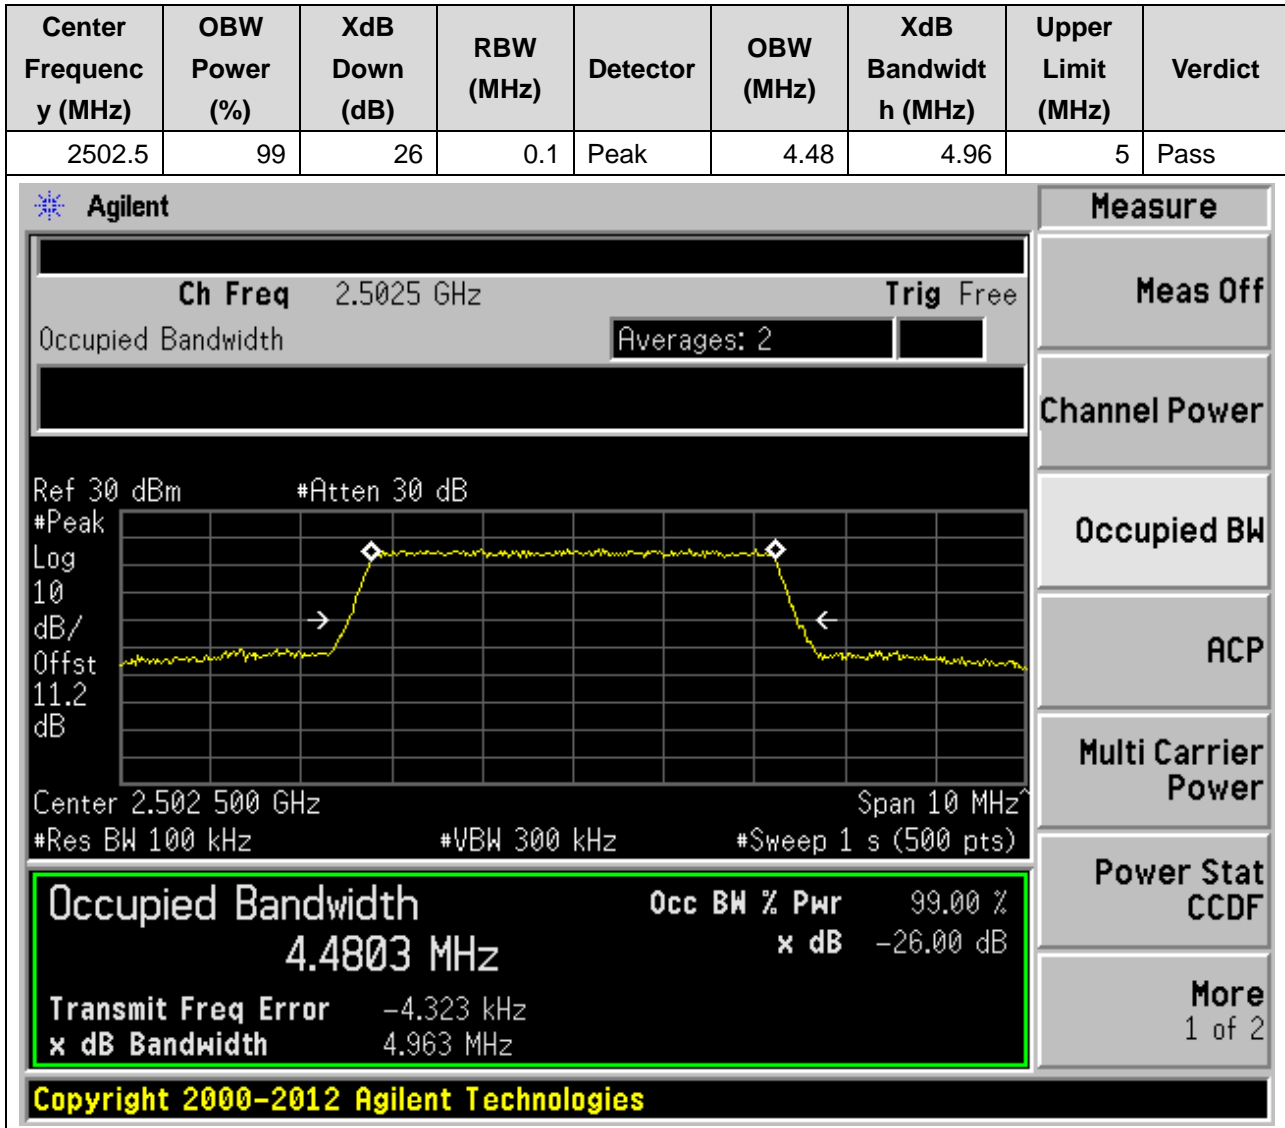 Center Frequenc y (MHz) OBW Power (%) XdB Down (dB) RBW (MHz) Detector OBW (MHz) XdB Bandwidt h (MHz) Upper Limit (MHz) Verdict
2502.5 99 26 0.1 Peak 4.48 4.96 5 Pass
Agilent
Ch Freq 2.5025 GHz Trig Free
Occupied Bandwidth Averages: 2
Ref 30 dBm #Atten 30 dB
#Peak
Log
10
dB/
Offst
11.2
dB
Center 2.502 500 GHz Span 10 MHz^
#Res BW 100 kHz #VBW 300 kHz #Sweep 1 s (500 pts)
Occupied Bandwidth Occ BW % Pwr 99.00 %
4.4803 MHz x dB -26.00 dB
Transmit Freq Error -4.323 kHz
x dB Bandwidth 4.963 MHz
Copyright 2000-2012 Agilent Technologies
Measure
Meas Off
Channel Power
Occupied BW
ACP
Multi Carrier
Power
Power Stat
CCDF
More
1 of 2